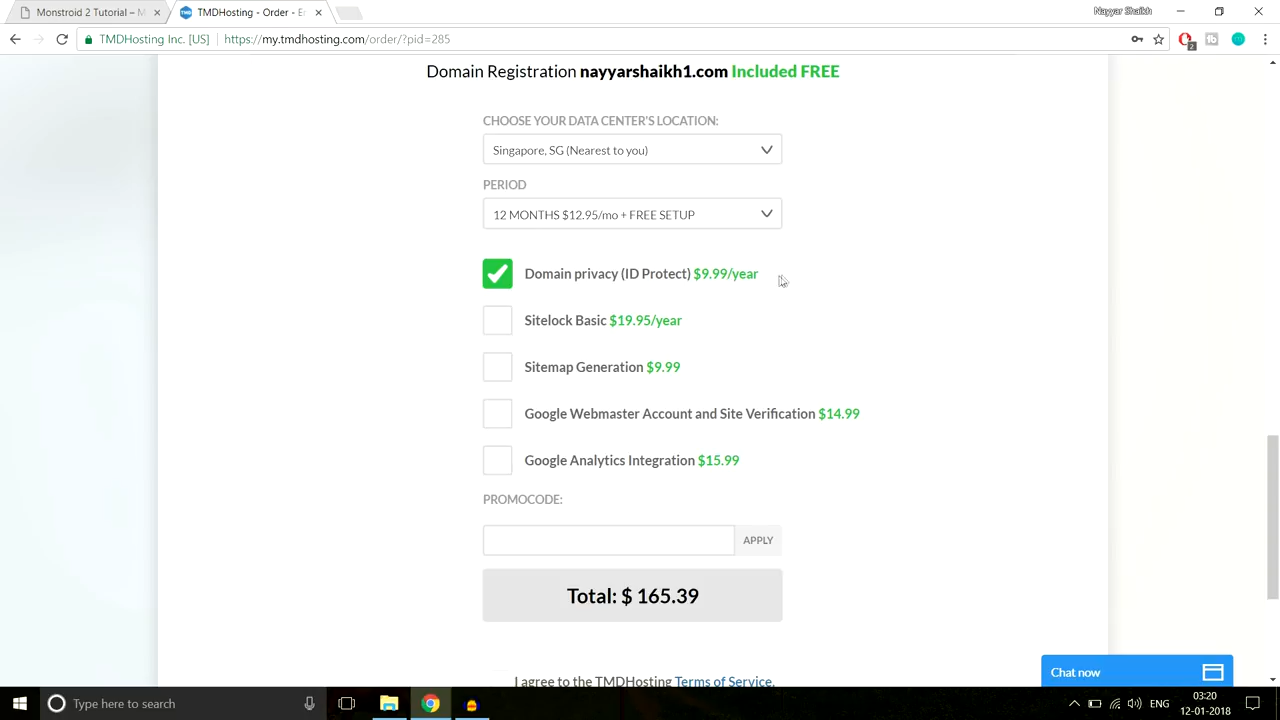 Monstroid 2 Tutorial – M
TMDHosting - Order - Er
Nayyar Shaikh
TMDHosting Inc. [US]
https://my.tmdhosting.com/order/?pid=285
2
Domain Registration nayyarshaikh1.com Included FREE
CHOOSE YOUR DATA CENTER'S LOCATION:
Singapore, SG (Nearest to you)
PERIOD
12 MONTHS $12.95/mo + FREE SETUP
Domain privacy (ID Protect) $9.99/year
Sitelock Basic $19.95/year
Sitemap Generation $9.99
Google Webmaster Account and Site Verification $14.99
Google Analytics Integration $15.99
PROMOCODE:
APPLY
Total: $ 165.39
I agree to the TMDHosting Terms of Service.
Chat now
Type here to search
ENG
03:20
12-01-2018